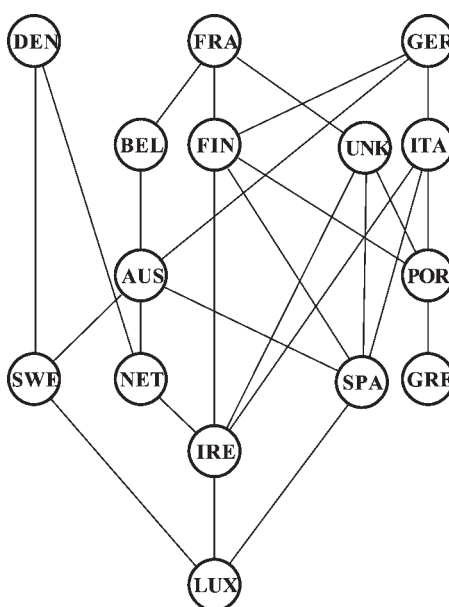 DEN FRA GER
BEL FIN UNK ITA
AUS POR
SWE NET SPA GRE
IRE
LUX